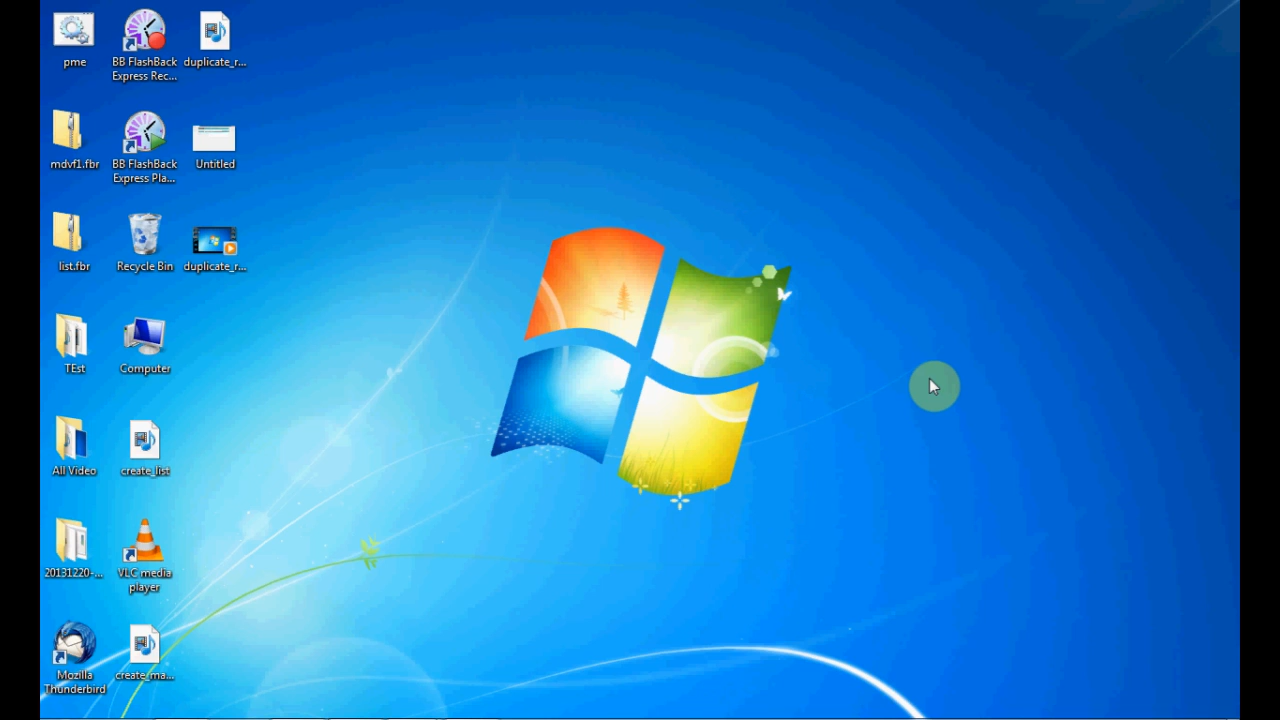 pme
BB FlashBack
Express Rec...
duplicate_r...
mdvf1.fbr
BB FlashBack
Express Pla...
Untitled
list.fbr
Recycle Bin
duplicate_r...
TEst
Computer
All Video
create_list
20131220-...
VLC media
player
Mozilla
Thunderbird
create_ma...